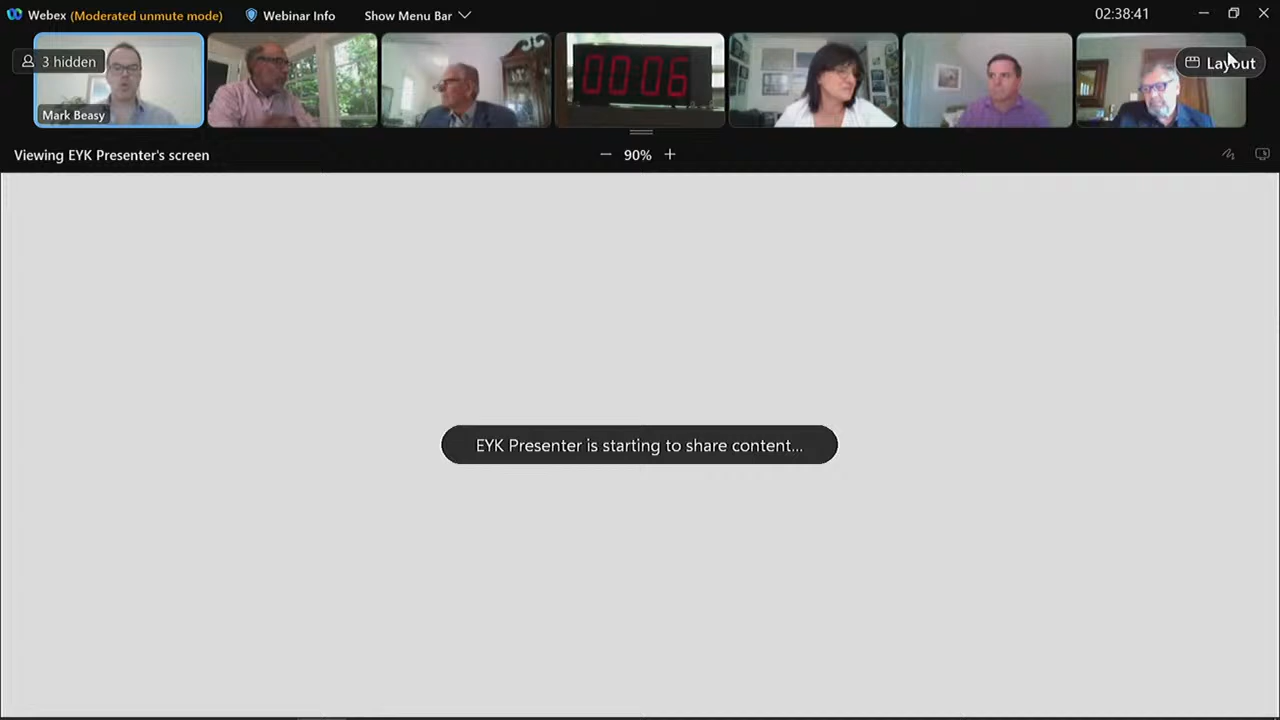 Webex (Moderated unmute mode) Webinar Info Show Menu Bar 02:38:41
3 hidden
Layout
00:06
Mark Beasy
Viewing EYK Presenter's screen
90%
EYK Presenter is starting to share content...